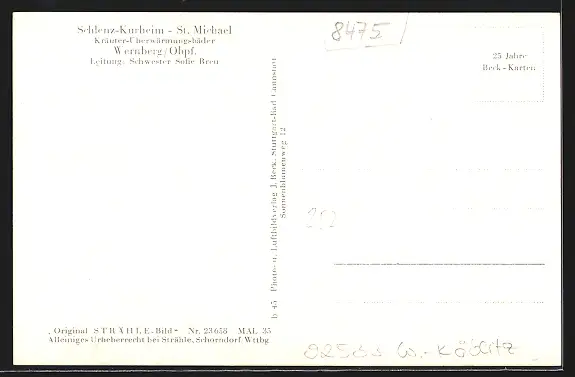 Schlenz-Kurheim - St. Michael
Kräuter-Überwärmungsbäder
Wernberg/Obpf.
Leitung: Schwester Sofie Breu
8475
25 Jahre
Beck-Karten
b 45 Photo- u. Luftbildverlag J. Beck, Stuttgart-Bad Cannstatt
Sonnenblumenweg 12
„Original STRÄHLE-Bild" Nr. 23658 MAL 35
Alleiniges Urheberrecht bei Strähle, Schorndorf, Wttbg
W.-Köblitz